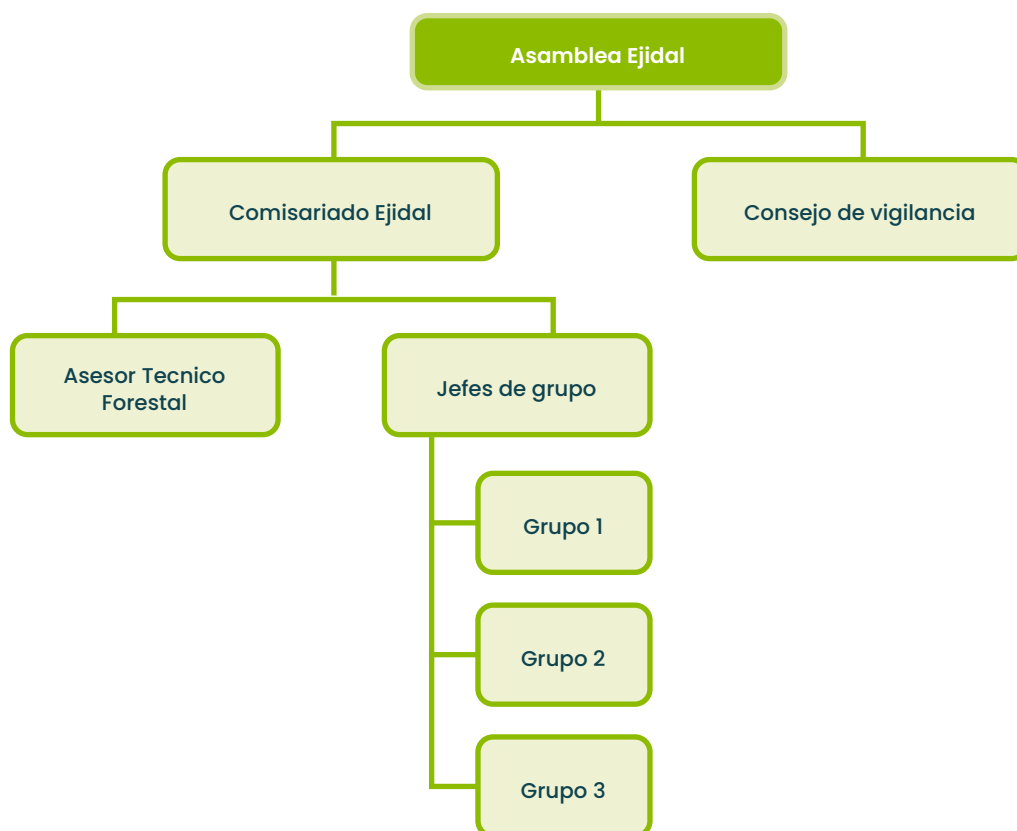 Asamblea Ejidal
Comisariado Ejidal
Consejo de vigilancia
Asesor Tecnico
Forestal
Jefes de grupo
Grupo 1
Grupo 2
Grupo 3